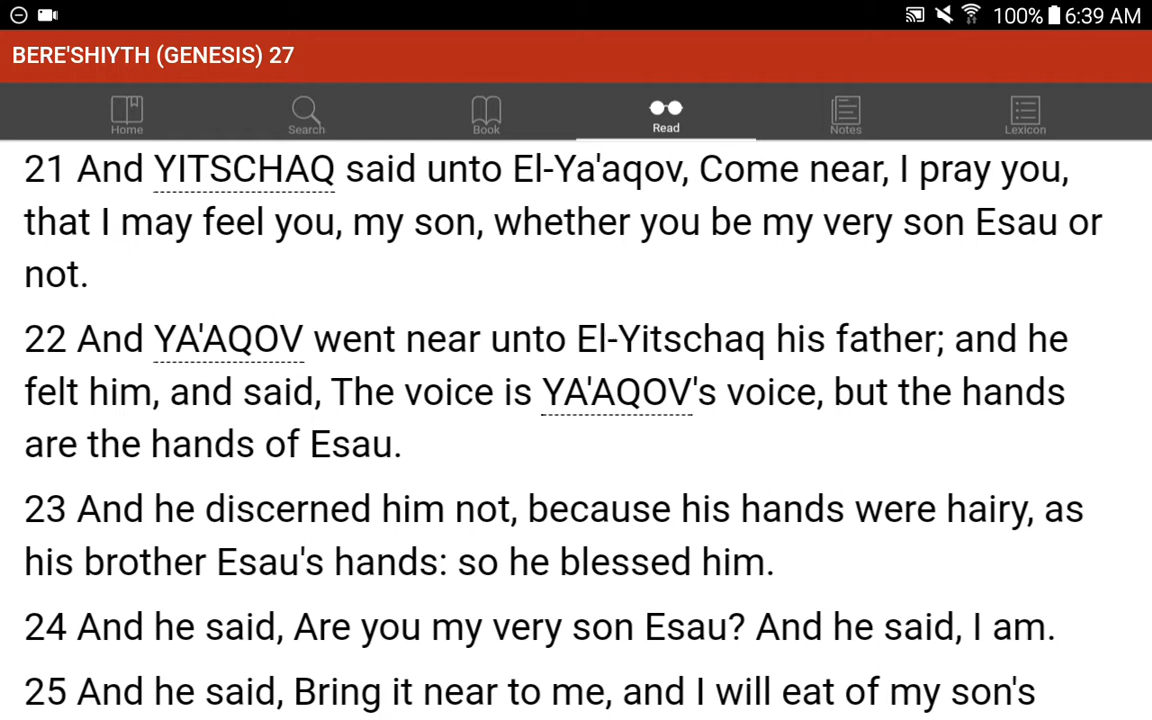 100% 6:39 AM
BERE'SHIYTH (GENESIS) 27
Home Search Book Read Notes Lexicon
21 And YITSCHAQ said unto El-Ya'aqov, Come near, I pray you,
that I may feel you, my son, whether you be my very son Esau or
not.
22 And YA'AQOV went near unto El-Yitschaq his father; and he
felt him, and said, The voice is YA'AQOV's voice, but the hands
are the hands of Esau.
23 And he discerned him not, because his hands were hairy, as
his brother Esau's hands: so he blessed him.
24 And he said, Are you my very son Esau? And he said, I am.
25 And he said, Bring it near to me, and I will eat of my son's